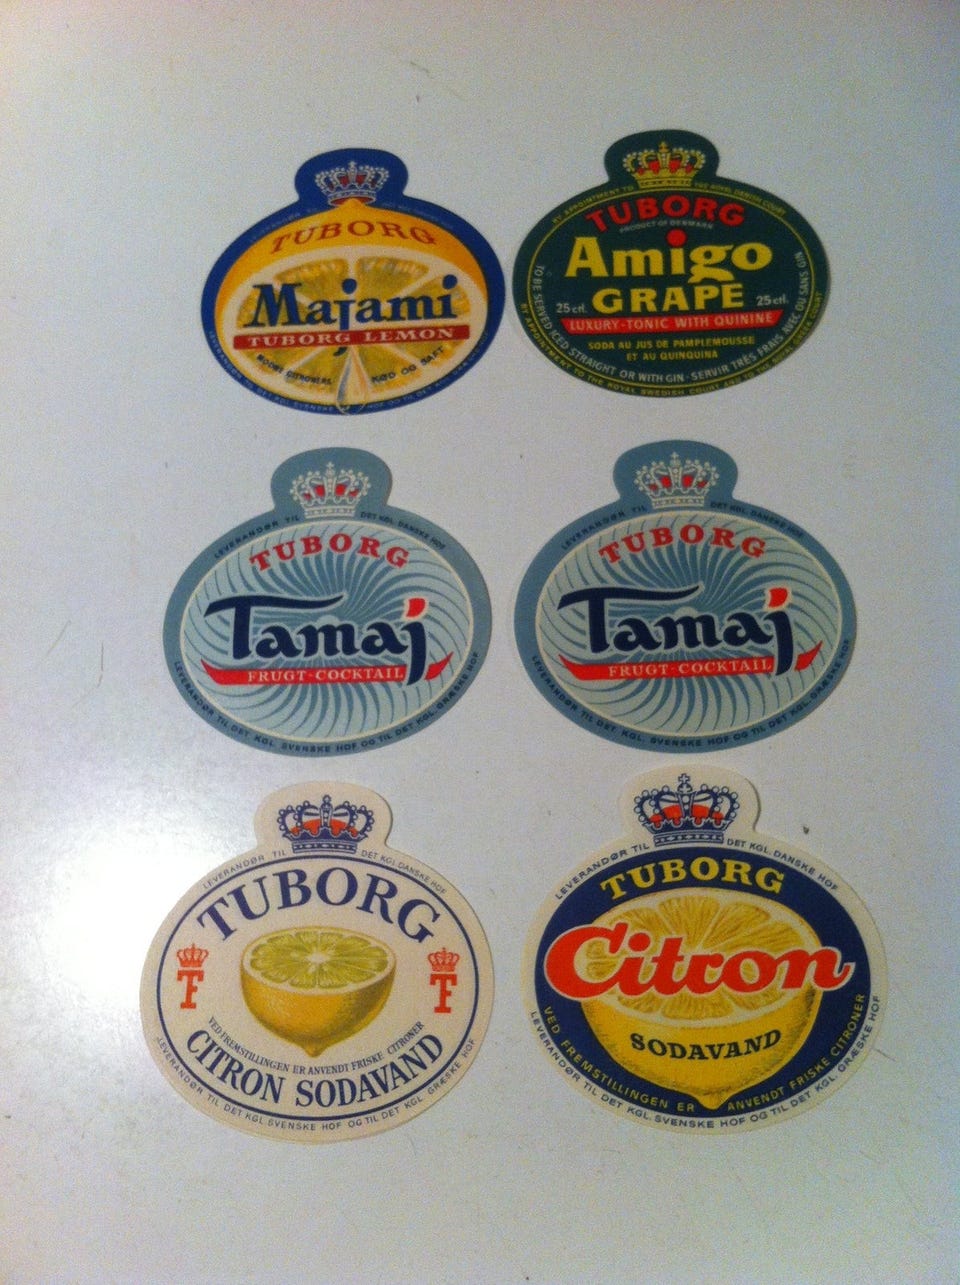 TUBORG
Majami
TUBORG LEMON
MODNE CITRONERS KØD OG SAFT
BY APPOINTMENT TO THE ROYAL DANISH COURT
TUBORG
PRODUCT OF DENMARK
Amigo
GRAPE
25 ctl. 25 ctl.
LUXURY-TONIC WITH QUININE
SODA AU JUS DE PAMPLEMOUSSE
ET AU QUINQUINA
TO BE SERVED ICED STRAIGHT OR WITH GIN - SERVIR TRÈS FRAIS AVEC OU SANS GIN
BY APPOINTMENT TO THE ROYAL SWEDISH COURT AND TO THE ROYAL GREEK COURT
LEVERANDØR TIL DET KGL. DANSKE HOF
TUBORG
Tamaj
FRUGT-COCKTAIL
LEVERANDØR TIL DET KGL. SVENSKE HOF OG TIL DET KGL. GRÆSKE HOF
LEVERANDØR TIL DET KGL. DANSKE HOF
TUBORG
Tamaj
FRUGT-COCKTAIL
LEVERANDØR TIL DET KGL. SVENSKE HOF OG TIL DET KGL. GRÆSKE HOF
LEVERANDØR TIL DET KGL. DANSKE HOF
TUBORG
T F T F
VED FREMSTILLINGEN ER ANVENDT FRISKE CITRONER
CITRON SODAVAND
LEVERANDØR TIL DET KGL. SVENSKE HOF OG TIL DET KGL. GRÆSKE HOF
LEVERANDØR TIL DET KGL. DANSKE HOF
TUBORG
Citron
SODAVAND
VED FREMSTILLINGEN ER ANVENDT FRISKE CITRONER
LEVERANDØR TIL DET KGL. SVENSKE HOF OG TIL DET KGL. GRÆSKE HOF